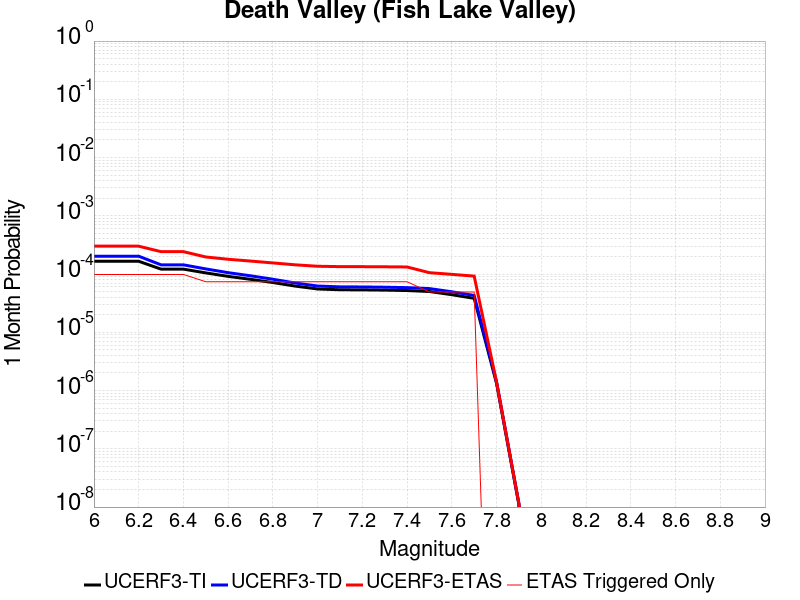 Death Valley (Fish Lake Valley)
10^0
10^-1
10^-2
10^-3
10^-4
10^-5
10^-6
10^-7
10^-8
1 Month Probability
6 6.2 6.4 6.6 6.8 7 7.2 7.4 7.6 7.8 8 8.2 8.4 8.6 8.8 9
Magnitude
UCERF3-TI UCERF3-TD UCERF3-ETAS ETAS Triggered Only